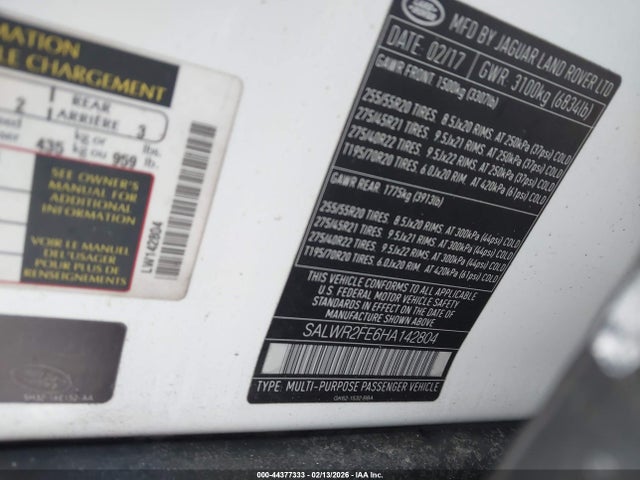 MATION
LE CHARGEMENT
2
REAR
ARRIÈRE
3
kg or
kg ou
lbs.
lb.
435
959
SEE OWNER'S
MANUAL FOR
ADDITIONAL
INFORMATION
VOIR LE MANUEL
DE L'USAGER
POUR PLUS DE
RENSEIGNEMENTS
LW142804
MFD BY JAGUAR LAND ROVER LTD
DATE: 02/17
GWR: 3100kg (6834lb)
GAWR FRONT 1500kg (3307lb)
255/55R20 TIRES 8.5Jx20 RIMS AT 250kPa (37psi) COLD
275/45R21 TIRES 9.5Jx21 RIMS AT 250kPa (37psi) COLD
275/40R22 TIRES 9.5Jx22 RIMS AT 250kPa (37psi) COLD
T195/70R20 TIRES 6.0Jx20 RIM, AT 420kPa (61psi) COLD
GAWR REAR 1775kg (3913lb)
255/55R20 TIRES 8.5Jx20 RIMS AT 300kPa (44psi) COLD
275/45R21 TIRES 9.5Jx21 RIMS AT 300kPa (44psi) COLD
275/40R22 TIRES 9.5Jx22 RIMS AT 300kPa (44psi) COLD
T195/70R20 TIRES 6.0Jx20 RIM AT 420kPa (61psi) COLD
THIS VEHICLE CONFORMS TO ALL APPLICABLE
U.S. FEDERAL MOTOR VEHICLE SAFETY
STANDARDS IN EFFECT ON THE DATE OF
MANUFACTURE SHOWN ABOVE.
SALWR2FE6HA142804
TYPE: MULTI-PURPOSE PASSENGER VEHICLE
000-44377333 - 02/13/2026 - IAA Inc.